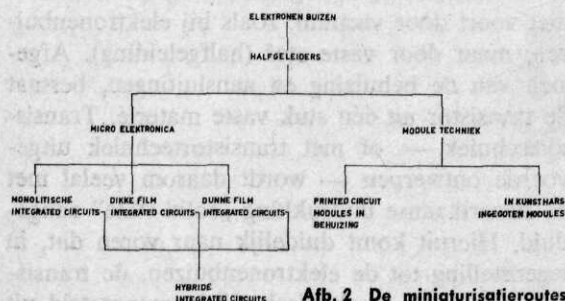 ELEKTRONEN BUIZEN
HALFGELEIDERS
MICRO ELEKTRONICA
MODULE TECHNIEK
MONOLITISCHE
INTEGRATED CIRCUITS
DIKKE FILM
INTEGRATED CIRCUITS
DUNNE FILM
INTEGRATED CIRCUITS
PRINTED CIRCUIT
MODULES IN
BEHUIZING
IN KUNSTHARS
INGEGOTEN MODULES
HYBRIDE
INTEGRATED CIRCUITS
Afb. 2 De miniaturisatieroutes